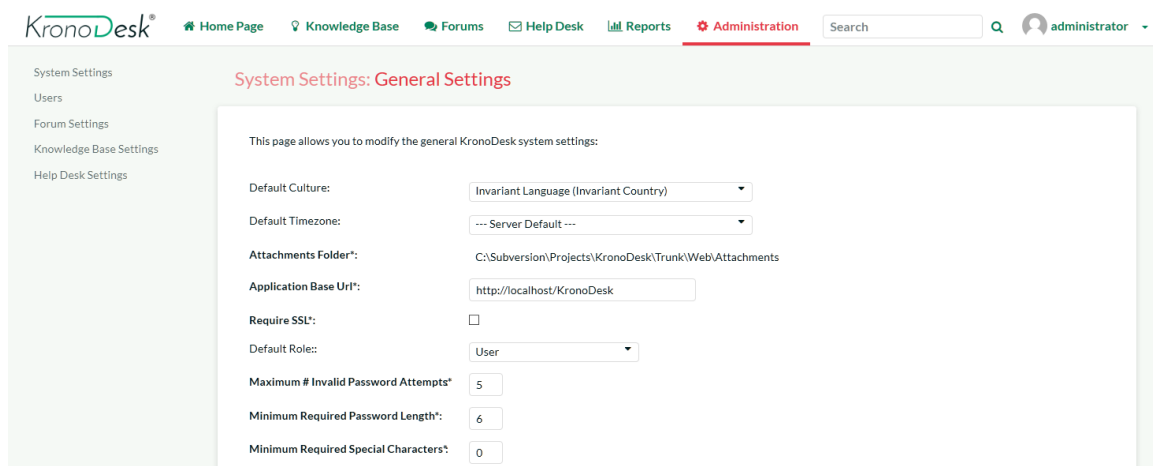 KronoDesk® Home Page Knowledge Base Forums Help Desk Reports Administration Search administrator
System Settings
Users
Forum Settings
Knowledge Base Settings
Help Desk Settings
System Settings: General Settings
This page allows you to modify the general KronoDesk system settings:
Default Culture: Invariant Language (Invariant Country)
Default Timezone: --- Server Default ---
Attachments Folder*: C:\Subversion\Projects\KronoDesk\Trunk\Web\Attachments
Application Base Url*: http://localhost/KronoDesk
Require SSL*:
Default Role:: User
Maximum # Invalid Password Attempts* 5
Minimum Required Password Length*: 6
Minimum Required Special Characters*: 0